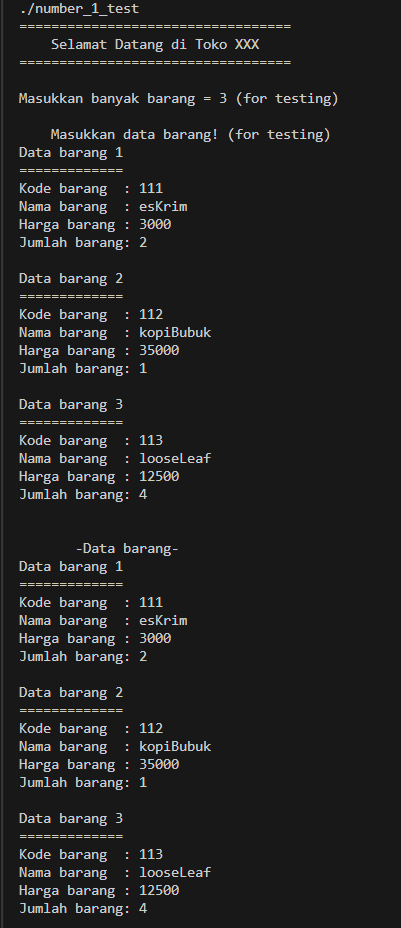 ./number_1_test
==================================
    Selamat Datang di Toko XXX
==================================

Masukkan banyak barang = 3 (for testing)

    Masukkan data barang! (for testing)
Data barang 1
=============
Kode barang  : 111
Nama barang  : esKrim
Harga barang : 3000
Jumlah barang: 2

Data barang 2
=============
Kode barang  : 112
Nama barang  : kopiBubuk
Harga barang : 35000
Jumlah barang: 1

Data barang 3
=============
Kode barang  : 113
Nama barang  : looseLeaf
Harga barang : 12500
Jumlah barang: 4


       -Data barang-
Data barang 1
=============
Kode barang  : 111
Nama barang  : esKrim
Harga barang : 3000
Jumlah barang: 2

Data barang 2
=============
Kode barang  : 112
Nama barang  : kopiBubuk
Harga barang : 35000
Jumlah barang: 1

Data barang 3
=============
Kode barang  : 113
Nama barang  : looseLeaf
Harga barang : 12500
Jumlah barang: 4